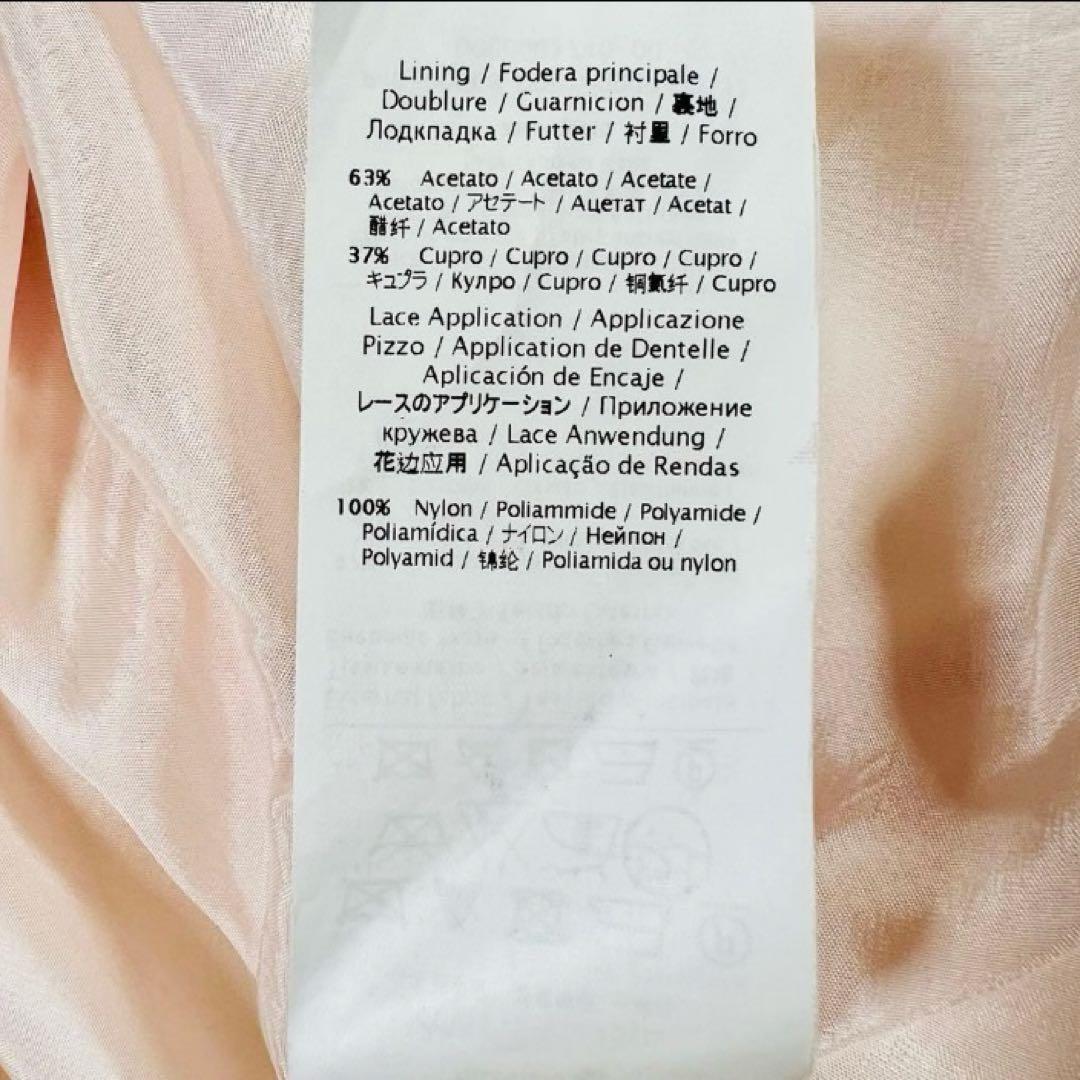 Lining / Fodera principale /
Doublure / Guarnicion / 裏地 /
Лодкпадка / Futter / 衬里 / Forro
63% Acetato / Acetato / Acetate /
Acetato / アセテート / Ацетат / Acetat /
醋纤 / Acetato
37% Cupro / Cupro / Cupro / Cupro /
キュプラ / Кулро / Cupro / 铜氨纤 / Cupro
Lace Application / Applicazione
Pizzo / Application de Dentelle /
Aplicación de Encaje /
レースのアプリケーション / Приложение
кружева / Lace Anwendung /
花边应用 / Aplicação de Rendas
100% Nylon / Poliammide / Polyamide /
Poliamídica / ナイロン / Нейпон /
Polyamid / 锦纶 / Poliamida ou nylon